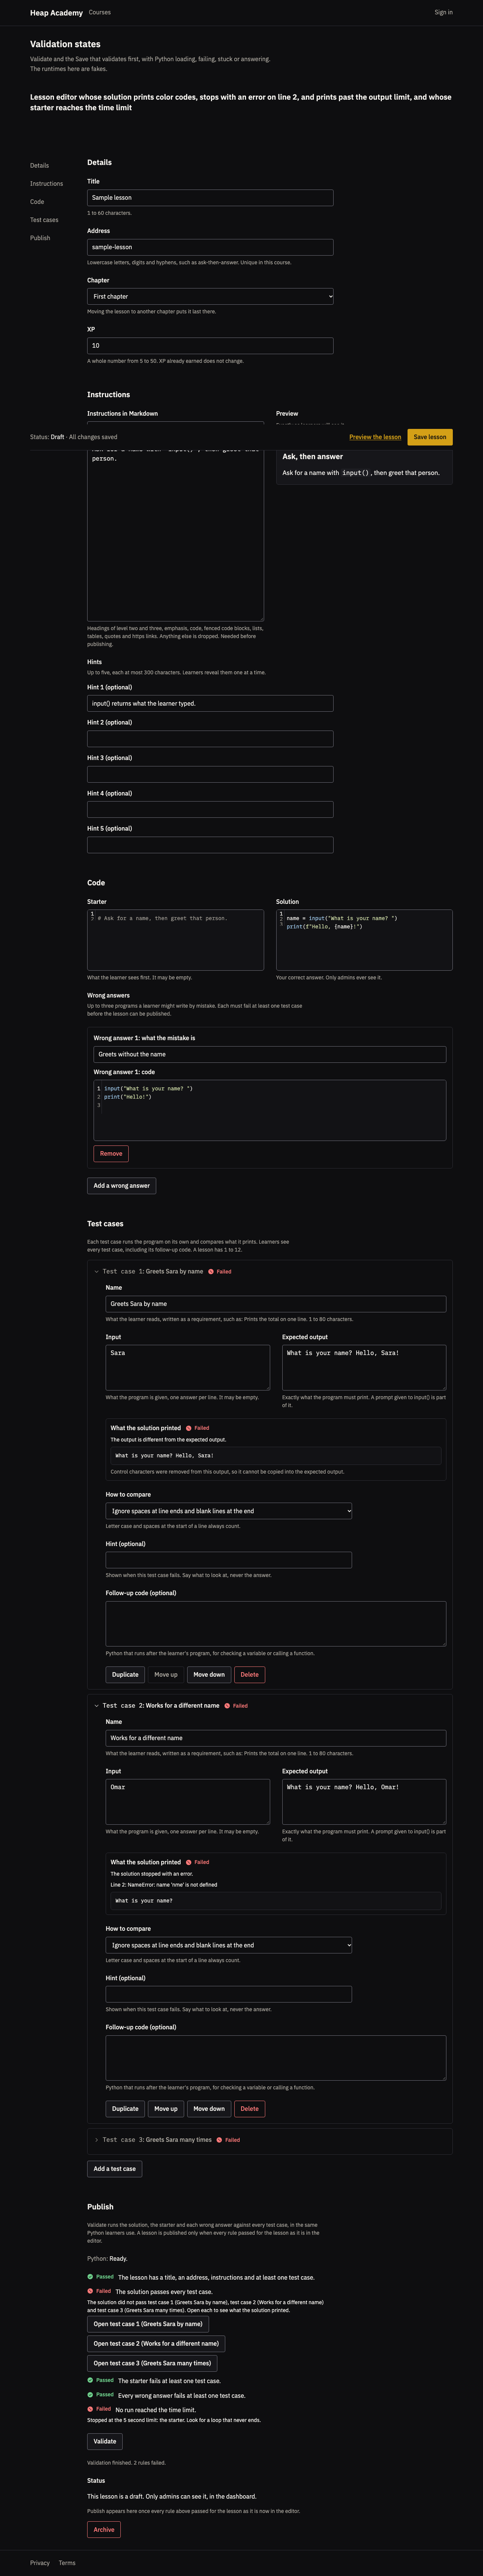 Heap Academy
Courses
Sign in
Validation states
Validate and the Save that validates first, with Python loading, failing, stuck or answering.
The runtimes here are fakes.
Lesson editor whose solution prints color codes, stops with an error on line 2, and prints past the output limit, and whose
starter reaches the time limit
Details
Instructions
Code
Test cases
Publish
Details
Title
Sample lesson
1 to 60 characters.
Address
sample-lesson
Lowercase letters, digits and hyphens, such as ask-then-answer. Unique in this course.
Chapter
First chapter
Moving the lesson to another chapter puts it last there.
XP
10
A whole number from 5 to 50. XP already earned does not change.
Instructions
Instructions in Markdown
Preview
Status: Draft · All changes saved
Preview the lesson
Save lesson
person.
Ask, then answer
Ask for a name with input(), then greet that person.
Headings of level two and three, emphasis, code, fenced code blocks, lists,
tables, quotes and https links. Anything else is dropped. Needed before
publishing.
Hints
Up to five, each at most 300 characters. Learners reveal them one at a time.
Hint 1 (optional)
input() returns what the learner typed.
Hint 2 (optional)
Hint 3 (optional)
Hint 4 (optional)
Hint 5 (optional)
Code
Starter
1
2
# Ask for a name, then greet that person.
What the learner sees first. It may be empty.
Solution
1
2
3
name = input("What is your name? ")
print(f"Hello, {name}!")
Your correct answer. Only admins ever see it.
Wrong answers
Up to three programs a learner might write by mistake. Each must fail at least one test case
before the lesson can be published.
Wrong answer 1: what the mistake is
Greets without the name
Wrong answer 1: code
1 input("What is your name? ")
2 print("Hello!")
3
Remove
Add a wrong answer
Test cases
Each test case runs the program on its own and compares what it prints. Learners see
every test case, including its follow-up code. A lesson has 1 to 12.
Test case 1: Greets Sara by name Failed
Name
Greets Sara by name
What the learner reads, written as a requirement, such as: Prints the total on one line. 1 to 80 characters.
Input
Sara
What the program is given, one answer per line. It may be empty.
Expected output
What is your name? Hello, Sara!
Exactly what the program must print. A prompt given to input() is part
of it.
What the solution printed Failed
The output is different from the expected output.
What is your name? Hello, Sara!
Control characters were removed from this output, so it cannot be copied into the expected output.
How to compare
Ignore spaces at line ends and blank lines at the end
Letter case and spaces at the start of a line always count.
Hint (optional)
Shown when this test case fails. Say what to look at, never the answer.
Follow-up code (optional)
Python that runs after the learner's program, for checking a variable or calling a function.
Duplicate
Move up
Move down
Delete
Test case 2: Works for a different name Failed
Name
Works for a different name
What the learner reads, written as a requirement, such as: Prints the total on one line. 1 to 80 characters.
Input
Omar
What the program is given, one answer per line. It may be empty.
Expected output
What is your name? Hello, Omar!
Exactly what the program must print. A prompt given to input() is part
of it.
What the solution printed Failed
The solution stopped with an error.
Line 2: NameError: name 'nme' is not defined
What is your name?
How to compare
Ignore spaces at line ends and blank lines at the end
Letter case and spaces at the start of a line always count.
Hint (optional)
Shown when this test case fails. Say what to look at, never the answer.
Follow-up code (optional)
Python that runs after the learner's program, for checking a variable or calling a function.
Duplicate
Move up
Move down
Delete
Test case 3: Greets Sara many times Failed
Add a test case
Publish
Validate runs the solution, the starter and each wrong answer against every test case, in the same
Python learners use. A lesson is published only when every rule passed for the lesson as it is in the
editor.
Python: Ready.
Passed The lesson has a title, an address, instructions and at least one test case.
Failed The solution passes every test case.
The solution did not pass test case 1 (Greets Sara by name), test case 2 (Works for a different name)
and test case 3 (Greets Sara many times). Open each to see what the solution printed.
Open test case 1 (Greets Sara by name)
Open test case 2 (Works for a different name)
Open test case 3 (Greets Sara many times)
Passed The starter fails at least one test case.
Passed Every wrong answer fails at least one test case.
Failed No run reached the time limit.
Stopped at the 5 second limit: the starter. Look for a loop that never ends.
Validate
Validation finished. 2 rules failed.
Status
This lesson is a draft. Only admins can see it, in the dashboard.
Publish appears here once every rule above passed for the lesson as it is now in the editor.
Archive
Privacy
Terms